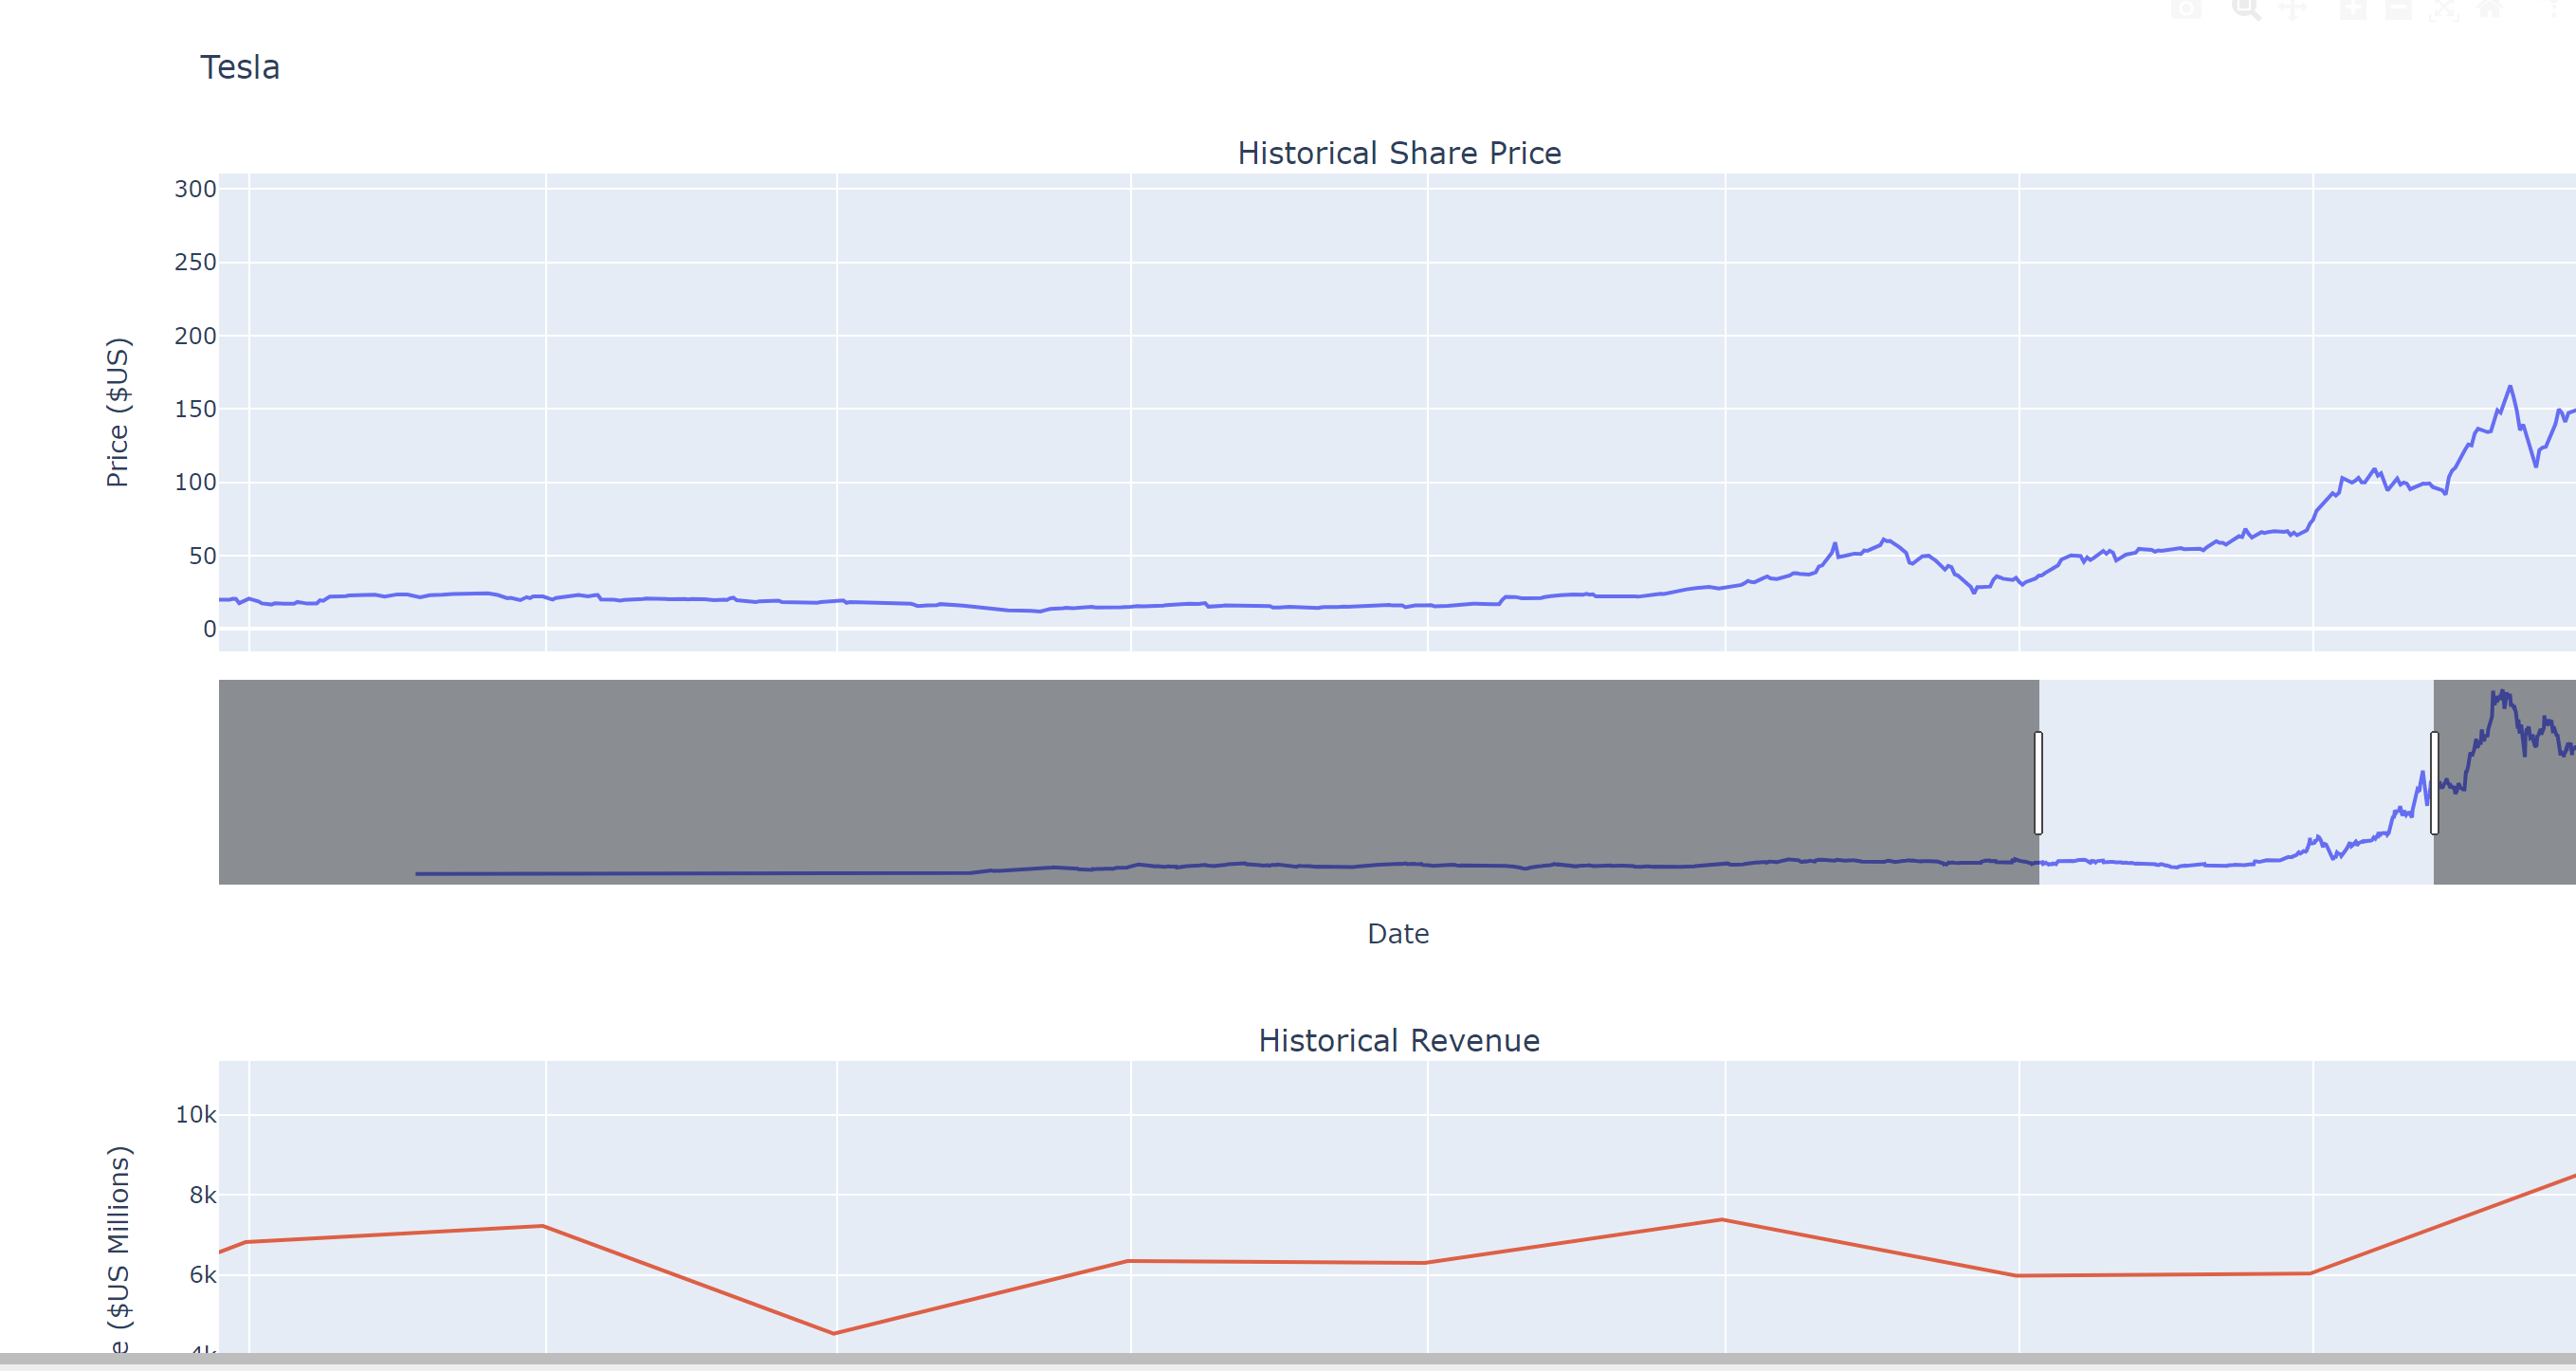 Tesla
Historical Share Price
300
250
200
150
100
50
0
Price ($US)
Date
Historical Revenue
10k
8k
6k
e ($US Millions)